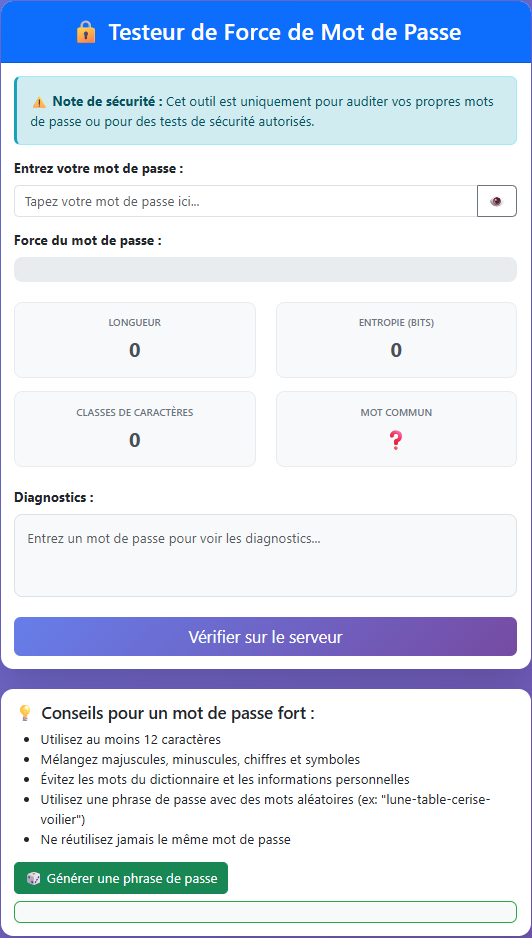 Testeur de Force de Mot de Passe
Note de sécurité : Cet outil est uniquement pour auditer vos propres mots
de passe ou pour des tests de sécurité autorisés.
Entrez votre mot de passe :
Tapez votre mot de passe ici...
Force du mot de passe :
LONGUEUR
0
ENTROPIE (BITS)
0
CLASSES DE CARACTÈRES
0
MOT COMMUN
❓
Diagnostics :
Entrez un mot de passe pour voir les diagnostics...
Vérifier sur le serveur
Conseils pour un mot de passe fort :
Utilisez au moins 12 caractères
Mélangez majuscules, minuscules, chiffres et symboles
Évitez les mots du dictionnaire et les informations personnelles
Utilisez une phrase de passe avec des mots aléatoires (ex: "lune-table-cerise-
voilier")
Ne réutilisez jamais le même mot de passe
Générer une phrase de passe